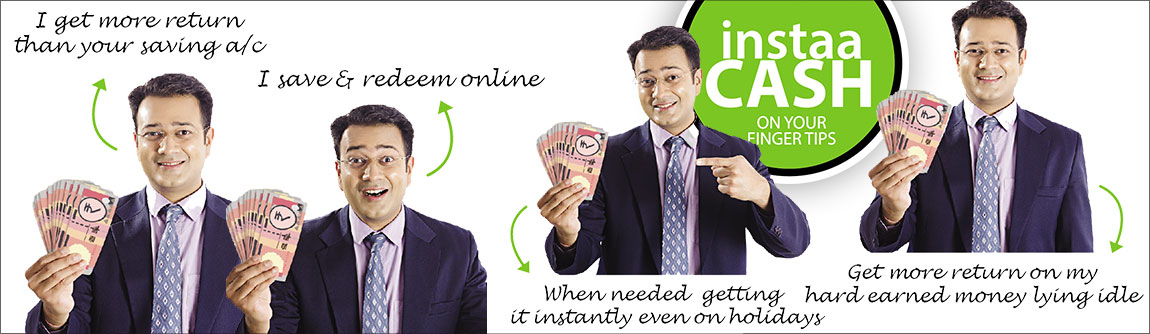 I get more return
than your saving a/c
I save & redeem online
instaa
CASH
ON YOUR
FINGER TIPS
When needed getting
it instantly even on holidays
Get more return on my
hard earned money lying idle